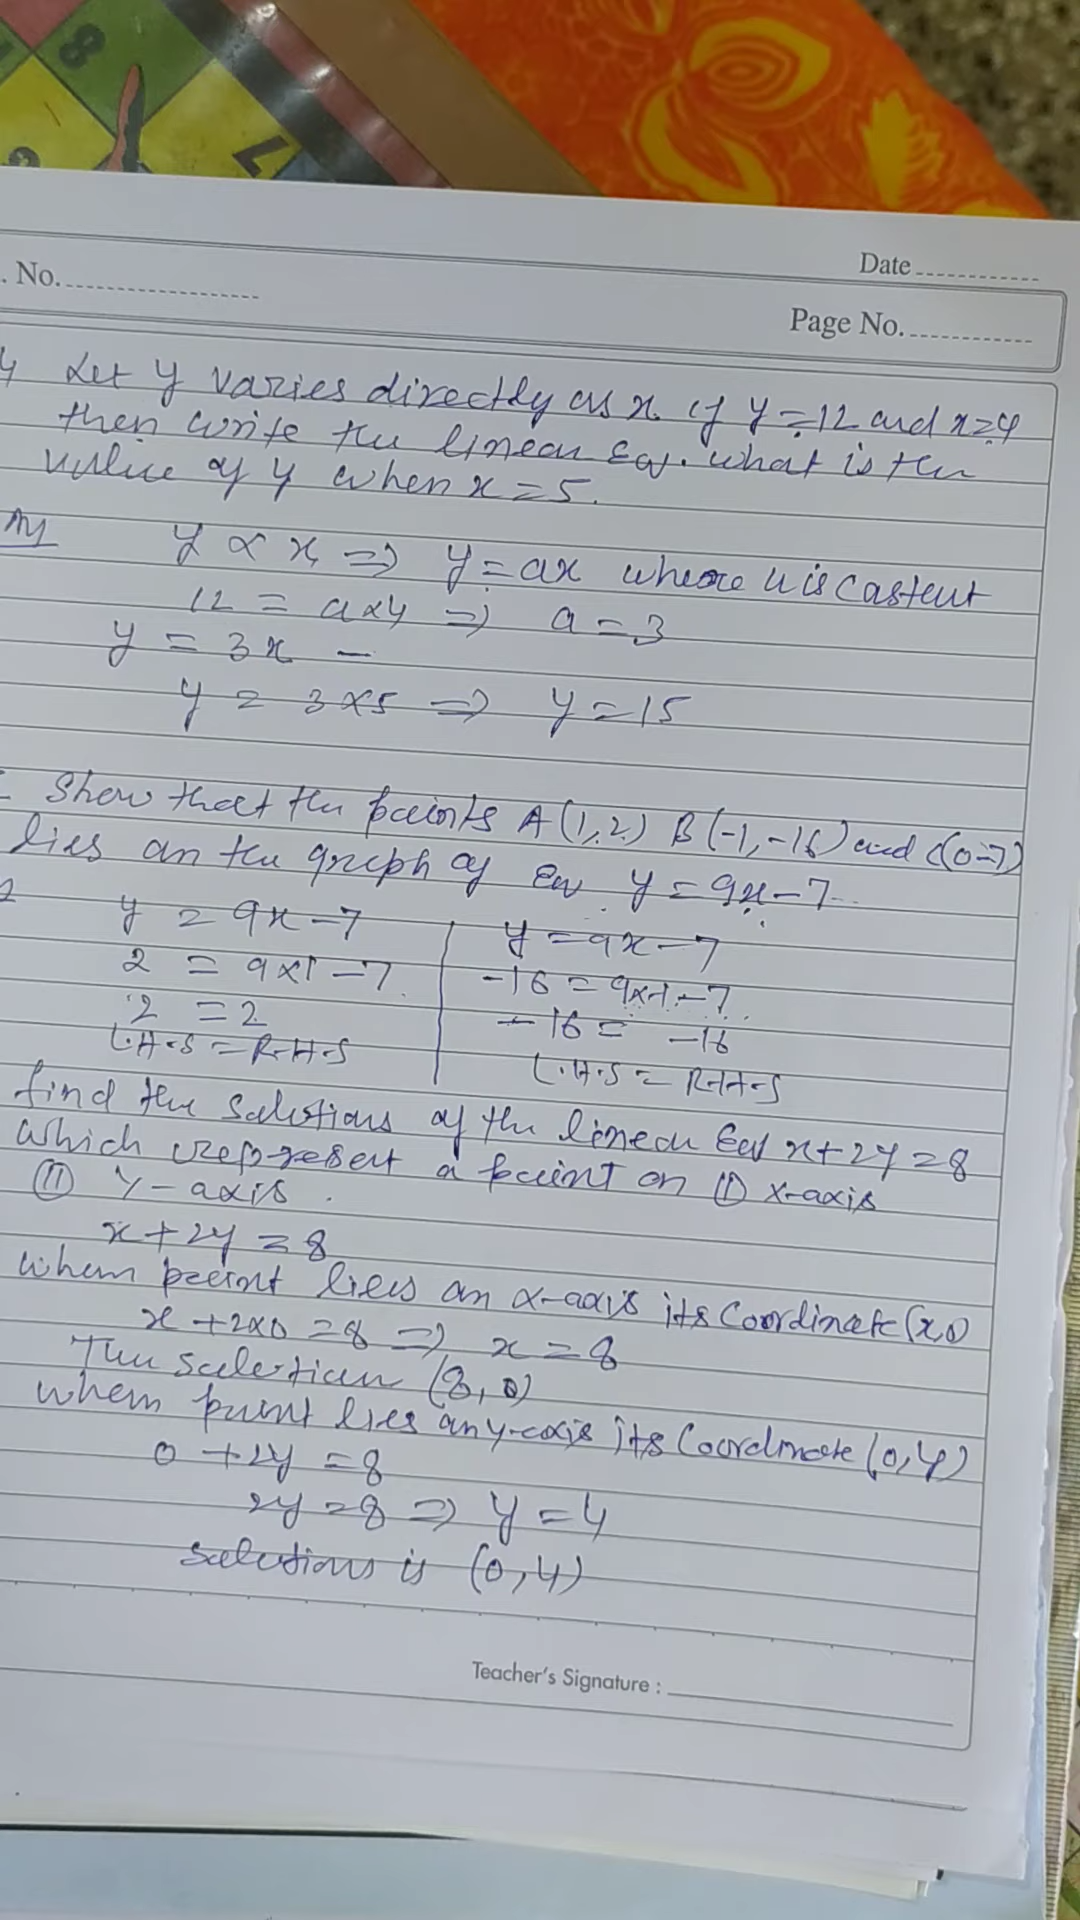 8
7
Date
. No.
Page No.
4 Let y varies directly as x if y = 12 and x=4
then write the linear Eq. what is the
value of y when x = 5.
y ∝ x => y = ax where a is
12 = a×4 => a = 3
y = 3x -
y = 3×5 => y = 15
Show that the points A (1,2) B (-1,-16) and C(0-7)
lies on the graph of Eq y = 9x-7.
y = 9x-7
2 = 9×1-7
2 = 2
L.H.S = R.H.S
y = 9x-7
-16 = 9×-1-7
-16 = -16
L.H.S = R.H.S
find the solutions of the linear Eq x+2y=8
which represent a point on (I) x-axis
(II) Y-axis.
x+2y = 8
when point lies on x-axis its Coordinate (x,0)
x+2×0 = 8 => x = 8
The solution (8,0)
when point lies on y-axis its Coordinate (0,y)
0 + 2y = 8
2y = 8 => y = 4
solutions is (0,4)
Teacher's Signature :